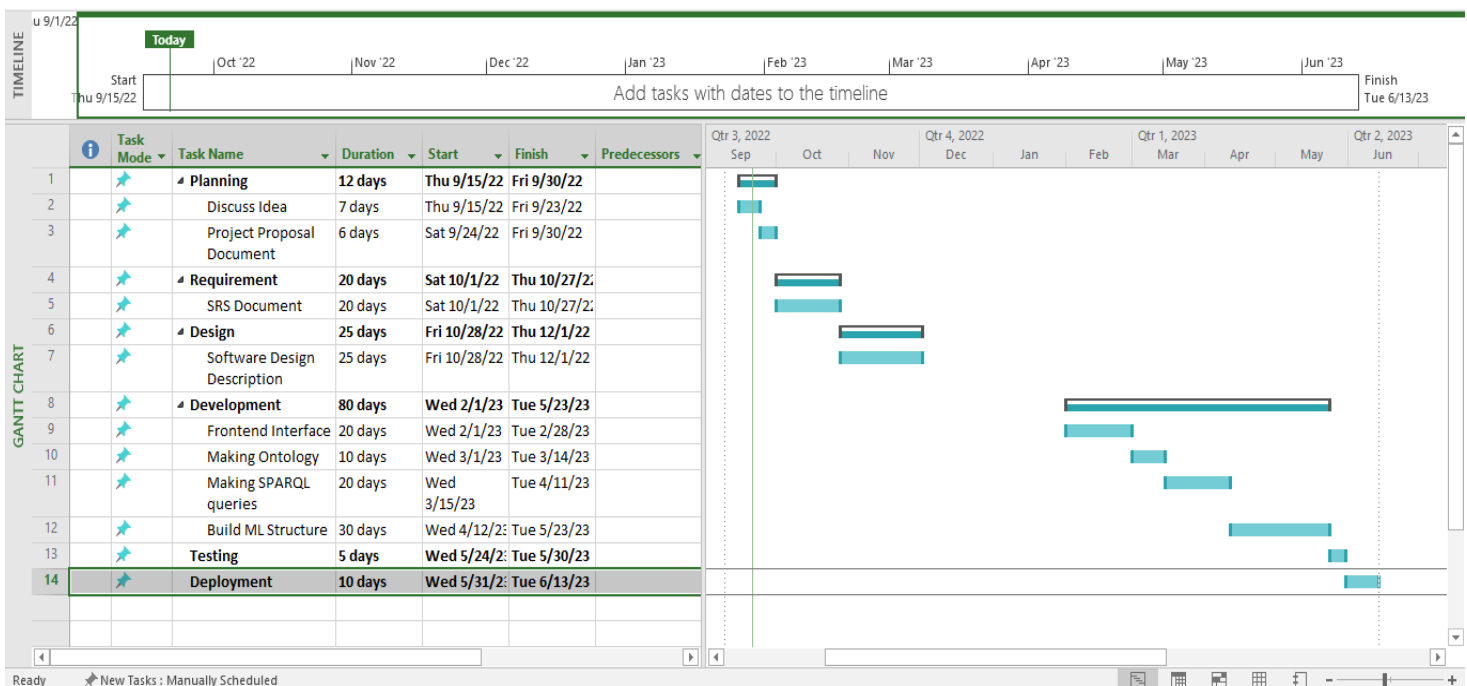 u 9/1/22
Today
Oct '22 Nov '22 Dec '22 Jan '23 Feb '23 Mar '23 Apr '23 May '23 Jun '23
Start
Thu 9/15/22
Add tasks with dates to the timeline
Finish
Tue 6/13/23
TIMELINE
GANTT CHART
Task Mode Task Name Duration Start Finish Predecessors
Qtr 3, 2022 Qtr 4, 2022 Qtr 1, 2023 Qtr 2, 2023
Sep Oct Nov Dec Jan Feb Mar Apr May Jun
1 Planning 12 days Thu 9/15/22 Fri 9/30/22
2 Discuss Idea 7 days Thu 9/15/22 Fri 9/23/22
3 Project Proposal 6 days Sat 9/24/22 Fri 9/30/22
Document
4 Requirement 20 days Sat 10/1/22 Thu 10/27/22
5 SRS Document 20 days Sat 10/1/22 Thu 10/27/22
6 Design 25 days Fri 10/28/22 Thu 12/1/22
7 Software Design 25 days Fri 10/28/22 Thu 12/1/22
Description
8 Development 80 days Wed 2/1/23 Tue 5/23/23
9 Frontend Interface 20 days Wed 2/1/23 Tue 2/28/23
10 Making Ontology 10 days Wed 3/1/23 Tue 3/14/23
11 Making SPARQL 20 days Wed Tue 4/11/23
queries 3/15/23
12 Build ML Structure 30 days Wed 4/12/23 Tue 5/23/23
13 Testing 5 days Wed 5/24/2 Tue 5/30/23
14 Deployment 10 days Wed 5/31/2 Tue 6/13/23
Ready New Tasks : Manually Scheduled